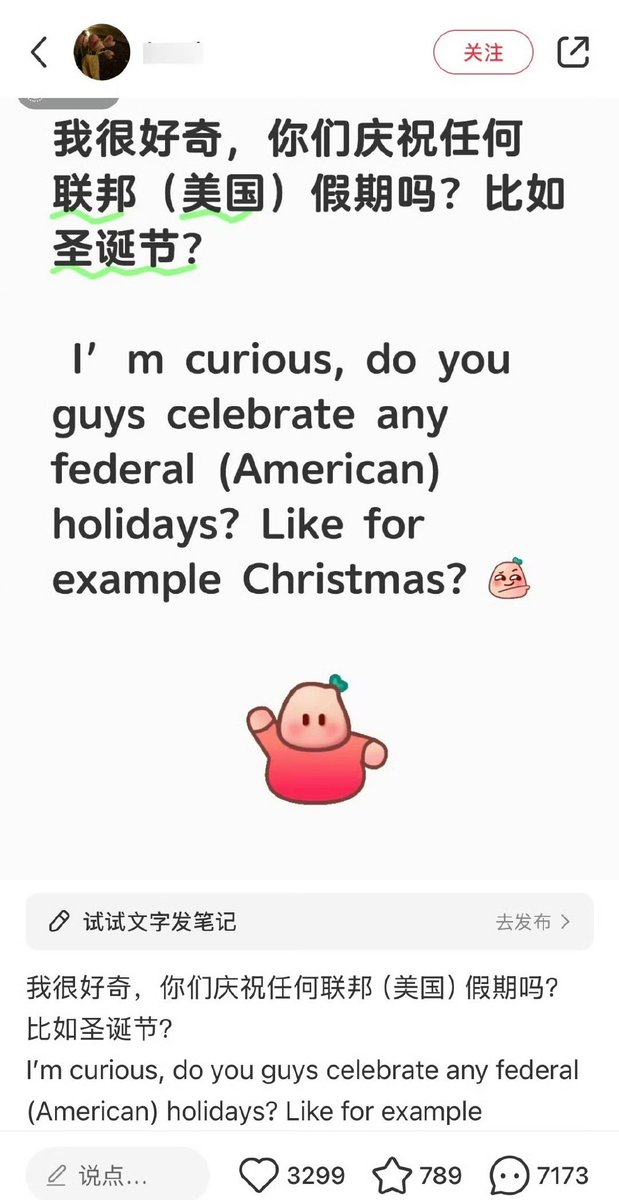 关注
我很好奇，你们庆祝任何
联邦（美国）假期吗？比如
圣诞节？
I’ m curious, do you
guys celebrate any
federal (American)
holidays? Like for
example Christmas?
试试文字发笔记
去发布
我很好奇，你们庆祝任何联邦（美国）假期吗？
比如圣诞节？
I’m curious, do you guys celebrate any federal
(American) holidays? Like for example
说点...
3299
789
7173